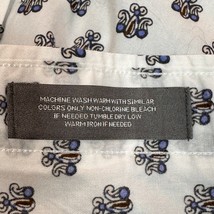 MACHINE WASH WARM WITH SIMILAR
COLORS ONLY NON-CHLORINE BLEACH
IF NEEDED TUMBLE DRY LOW
WARM IRON IF NEEDED